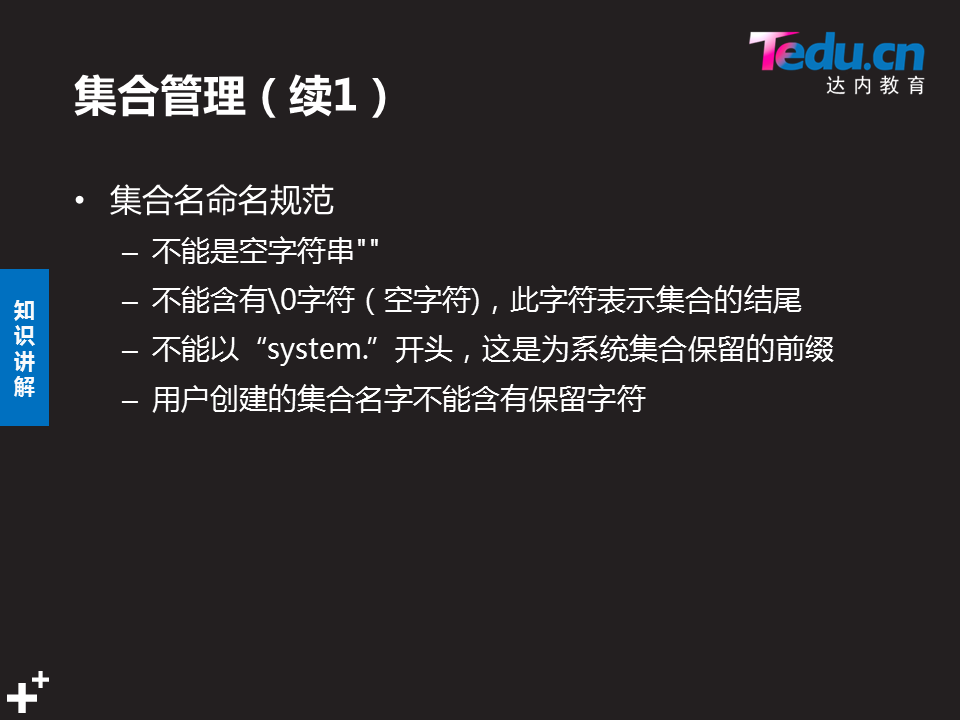 Tedu.cn
达内教育
集合管理（续1）
• 集合名命名规范
– 不能是空字符串""
– 不能含有\0字符（空字符)，此字符表示集合的结尾
– 不能以“system.”开头，这是为系统集合保留的前缀
– 用户创建的集合名字不能含有保留字符
知
识
讲
解